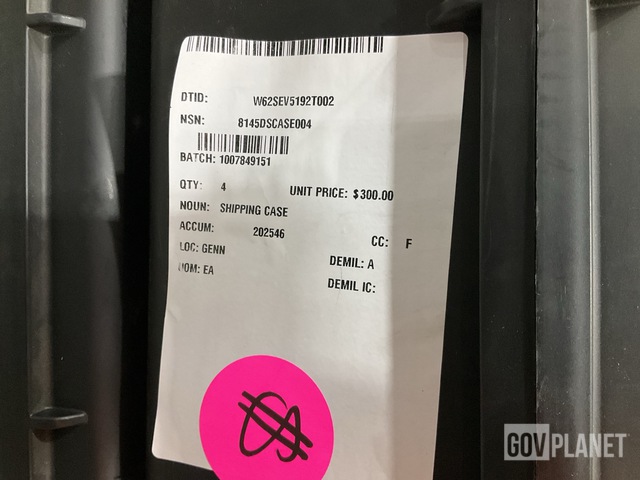 DTID: W62SEV5192T002
NSN: 8145DSCASE004
BATCH: 1007849151
QTY: 4 UNIT PRICE: $300.00
NOUN: SHIPPING CASE
ACCUM: 202546 CC: F
LOC: GENN DEMIL: A
UOM: EA DEMIL IC:
GOVPLANET